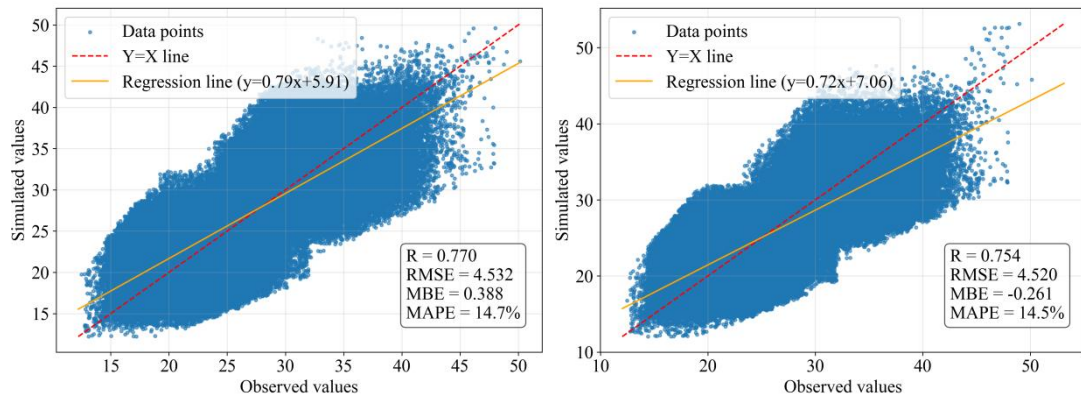 Data points
Y=X line
Regression line (y=0.79x+5.91)
50
45
40
35
30
25
20
15
Simulated values
R = 0.770
RMSE = 4.532
MBE = 0.388
MAPE = 14.7%
15 20 25 30 35 40 45 50
Observed values
Data points
Y=X line
Regression line (y=0.72x+7.06)
50
40
30
20
10
Simulated values
R = 0.754
RMSE = 4.520
MBE = -0.261
MAPE = 14.5%
10 20 30 40 50
Observed values